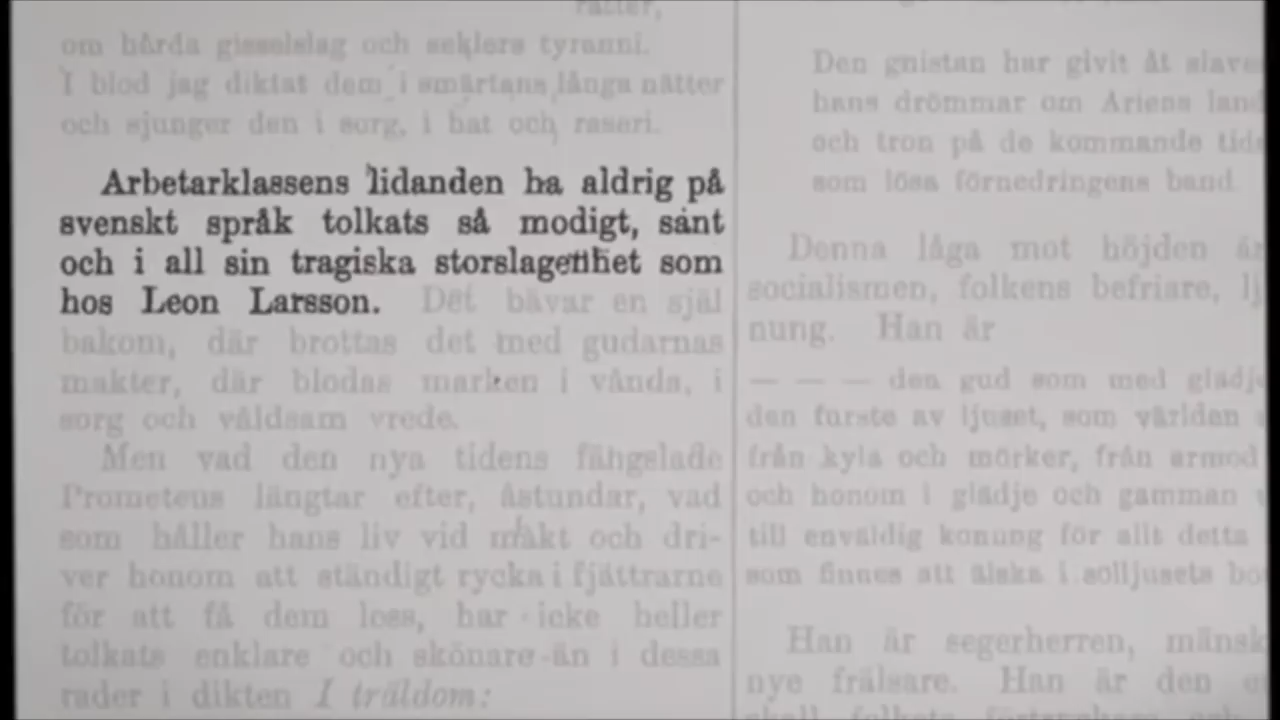 om hårda gisselslag och seklers tyranni.
I blod jag diktat dem i smärtans långa nätter
och sjunger den i sorg, i hat och raseri.
Arbetarklassens lidanden ha aldrig på
svenskt språk tolkats så modigt, sant
och i all sin tragiska storslagenhet som
hos Leon Larsson. Det bävar en själ
bakom, där brottas det med gudarnas
makter, där blodas marken i vånda, i
sorg och våldsam vrede.
Men vad den nya tidens fängslade
Prometeus längtar efter, åstundar, vad
som håller hans liv vid makt och dri-
ver honom att ständigt rycka i fjättrarne
för att få dem loss, har icke heller
tolkats enklare och skönare än i dessa
rader i dikten I träldom:
Den gnistan har givit åt
hans drömmar om Ariens
och tron på de kommande
som lösa förnedringens band.
Denna låga mot höjden är
socialismen, folkens befriare,
nung. Han är
— — — den gud som med
den furste av ljuset, som världen
från kyla och mörker, från armod
och honom i glädje och gamman
till enväldig konung för allt detta
som finnes att älska i solljusets
Han är segerherren,
nye frälsare. Han är den